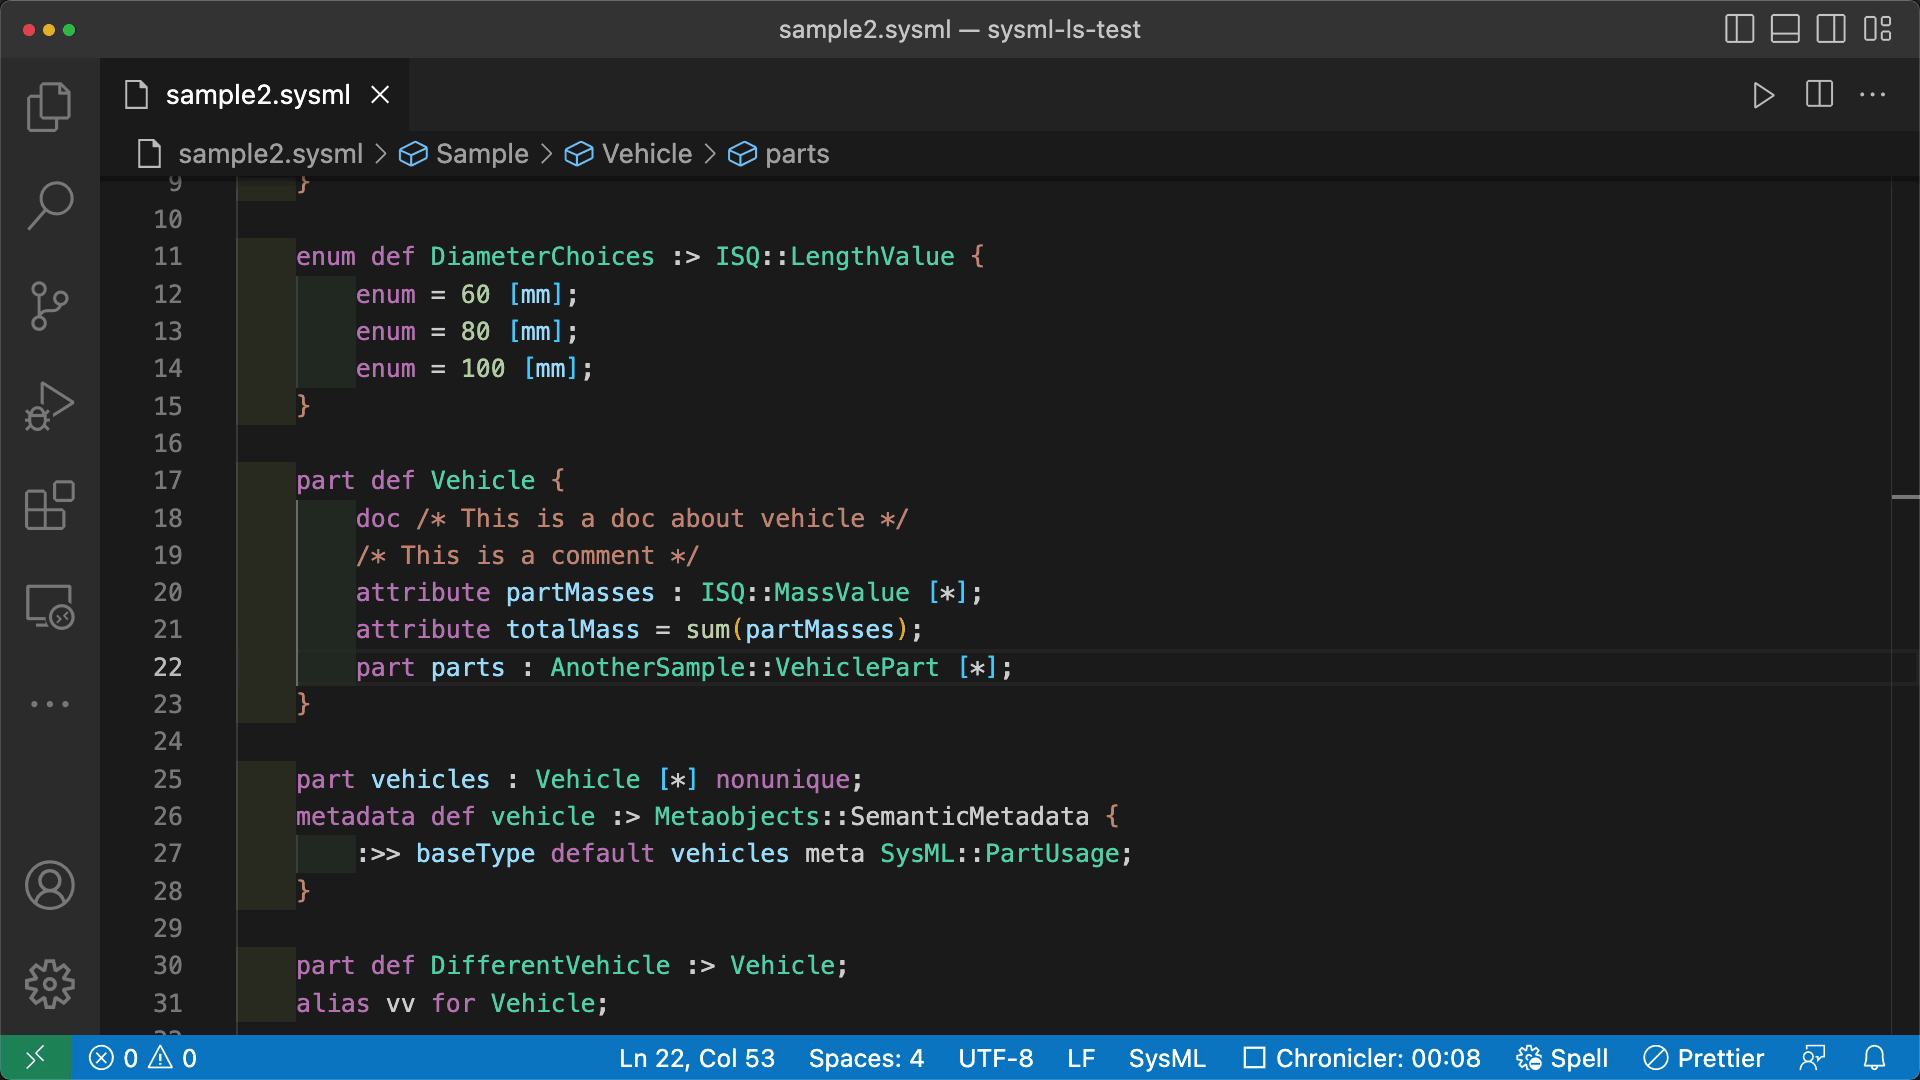 sample2.sysml — sysml-ls-test
sample2.sysml
sample2.sysml > Sample > Vehicle > parts
9 }
10
11 enum def DiameterChoices :> ISQ::LengthValue {
12 enum = 60 [mm];
13 enum = 80 [mm];
14 enum = 100 [mm];
15 }
16
17 part def Vehicle {
18 doc /* This is a doc about vehicle */
19 /* This is a comment */
20 attribute partMasses : ISQ::MassValue [*];
21 attribute totalMass = sum(partMasses);
22 part parts : AnotherSample::VehiclePart [*];
23 }
24
25 part vehicles : Vehicle [*] nonunique;
26 metadata def vehicle :> Metaobjects::SemanticMetadata {
27 :>> baseType default vehicles meta SysML::PartUsage;
28 }
29
30 part def DifferentVehicle :> Vehicle;
31 alias vv for Vehicle;
0 0 Ln 22, Col 53 Spaces: 4 UTF-8 LF SysML Chronicler: 00:08 Spell Prettier